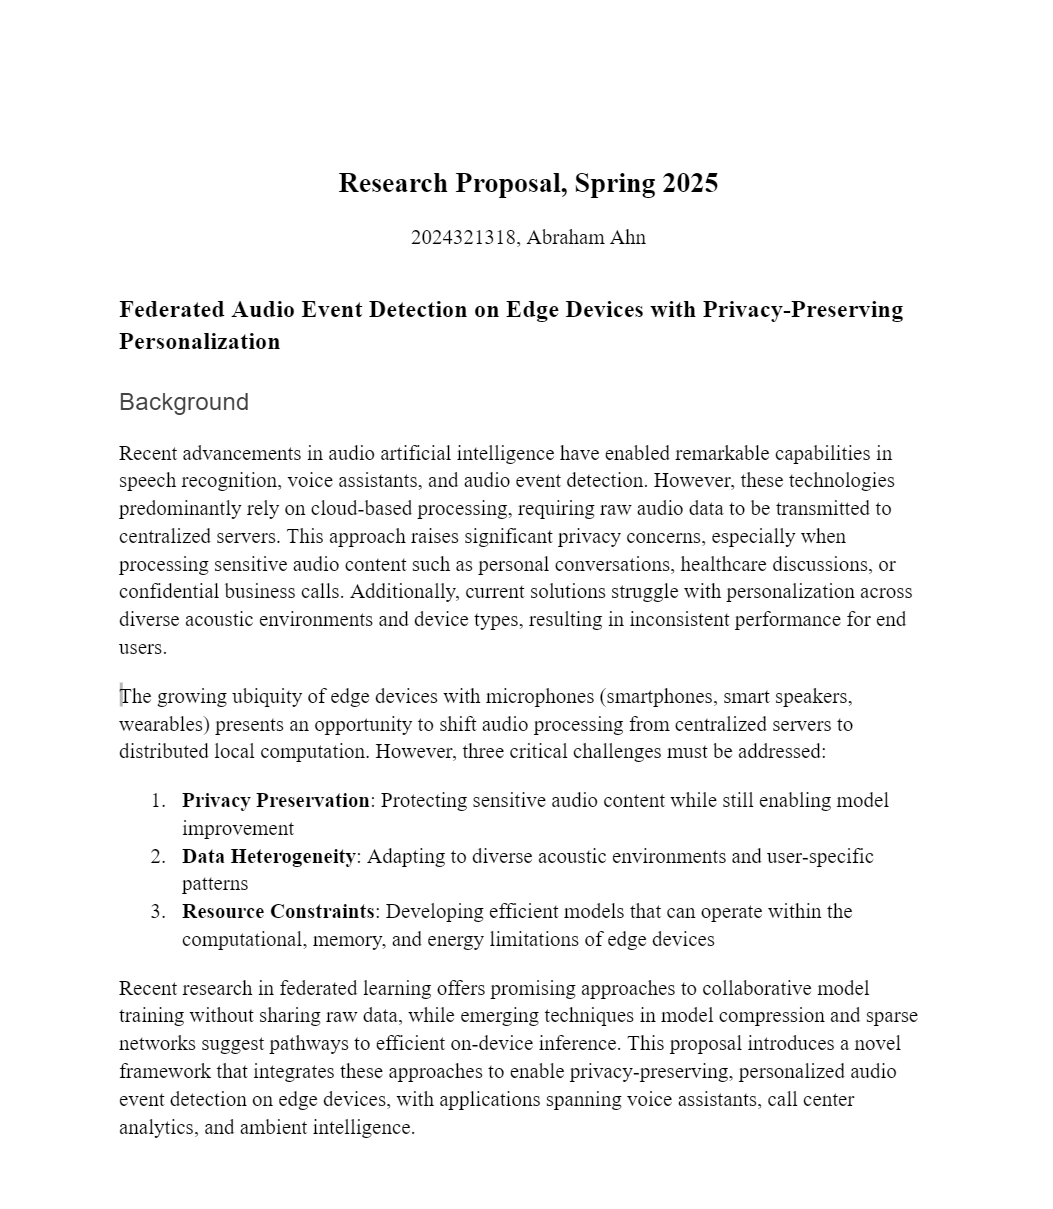 Research Proposal, Spring 2025
2024321318, Abraham Ahn
Federated Audio Event Detection on Edge Devices with Privacy-Preserving
Personalization
Background
Recent advancements in audio artificial intelligence have enabled remarkable capabilities in
speech recognition, voice assistants, and audio event detection. However, these technologies
predominantly rely on cloud-based processing, requiring raw audio data to be transmitted to
centralized servers. This approach raises significant privacy concerns, especially when
processing sensitive audio content such as personal conversations, healthcare discussions, or
confidential business calls. Additionally, current solutions struggle with personalization across
diverse acoustic environments and device types, resulting in inconsistent performance for end
users.
The growing ubiquity of edge devices with microphones (smartphones, smart speakers,
wearables) presents an opportunity to shift audio processing from centralized servers to
distributed local computation. However, three critical challenges must be addressed:
1. Privacy Preservation: Protecting sensitive audio content while still enabling model
improvement
2. Data Heterogeneity: Adapting to diverse acoustic environments and user-specific
patterns
3. Resource Constraints: Developing efficient models that can operate within the
computational, memory, and energy limitations of edge devices
Recent research in federated learning offers promising approaches to collaborative model
training without sharing raw data, while emerging techniques in model compression and sparse
networks suggest pathways to efficient on-device inference. This proposal introduces a novel
framework that integrates these approaches to enable privacy-preserving, personalized audio
event detection on edge devices, with applications spanning voice assistants, call center
analytics, and ambient intelligence.